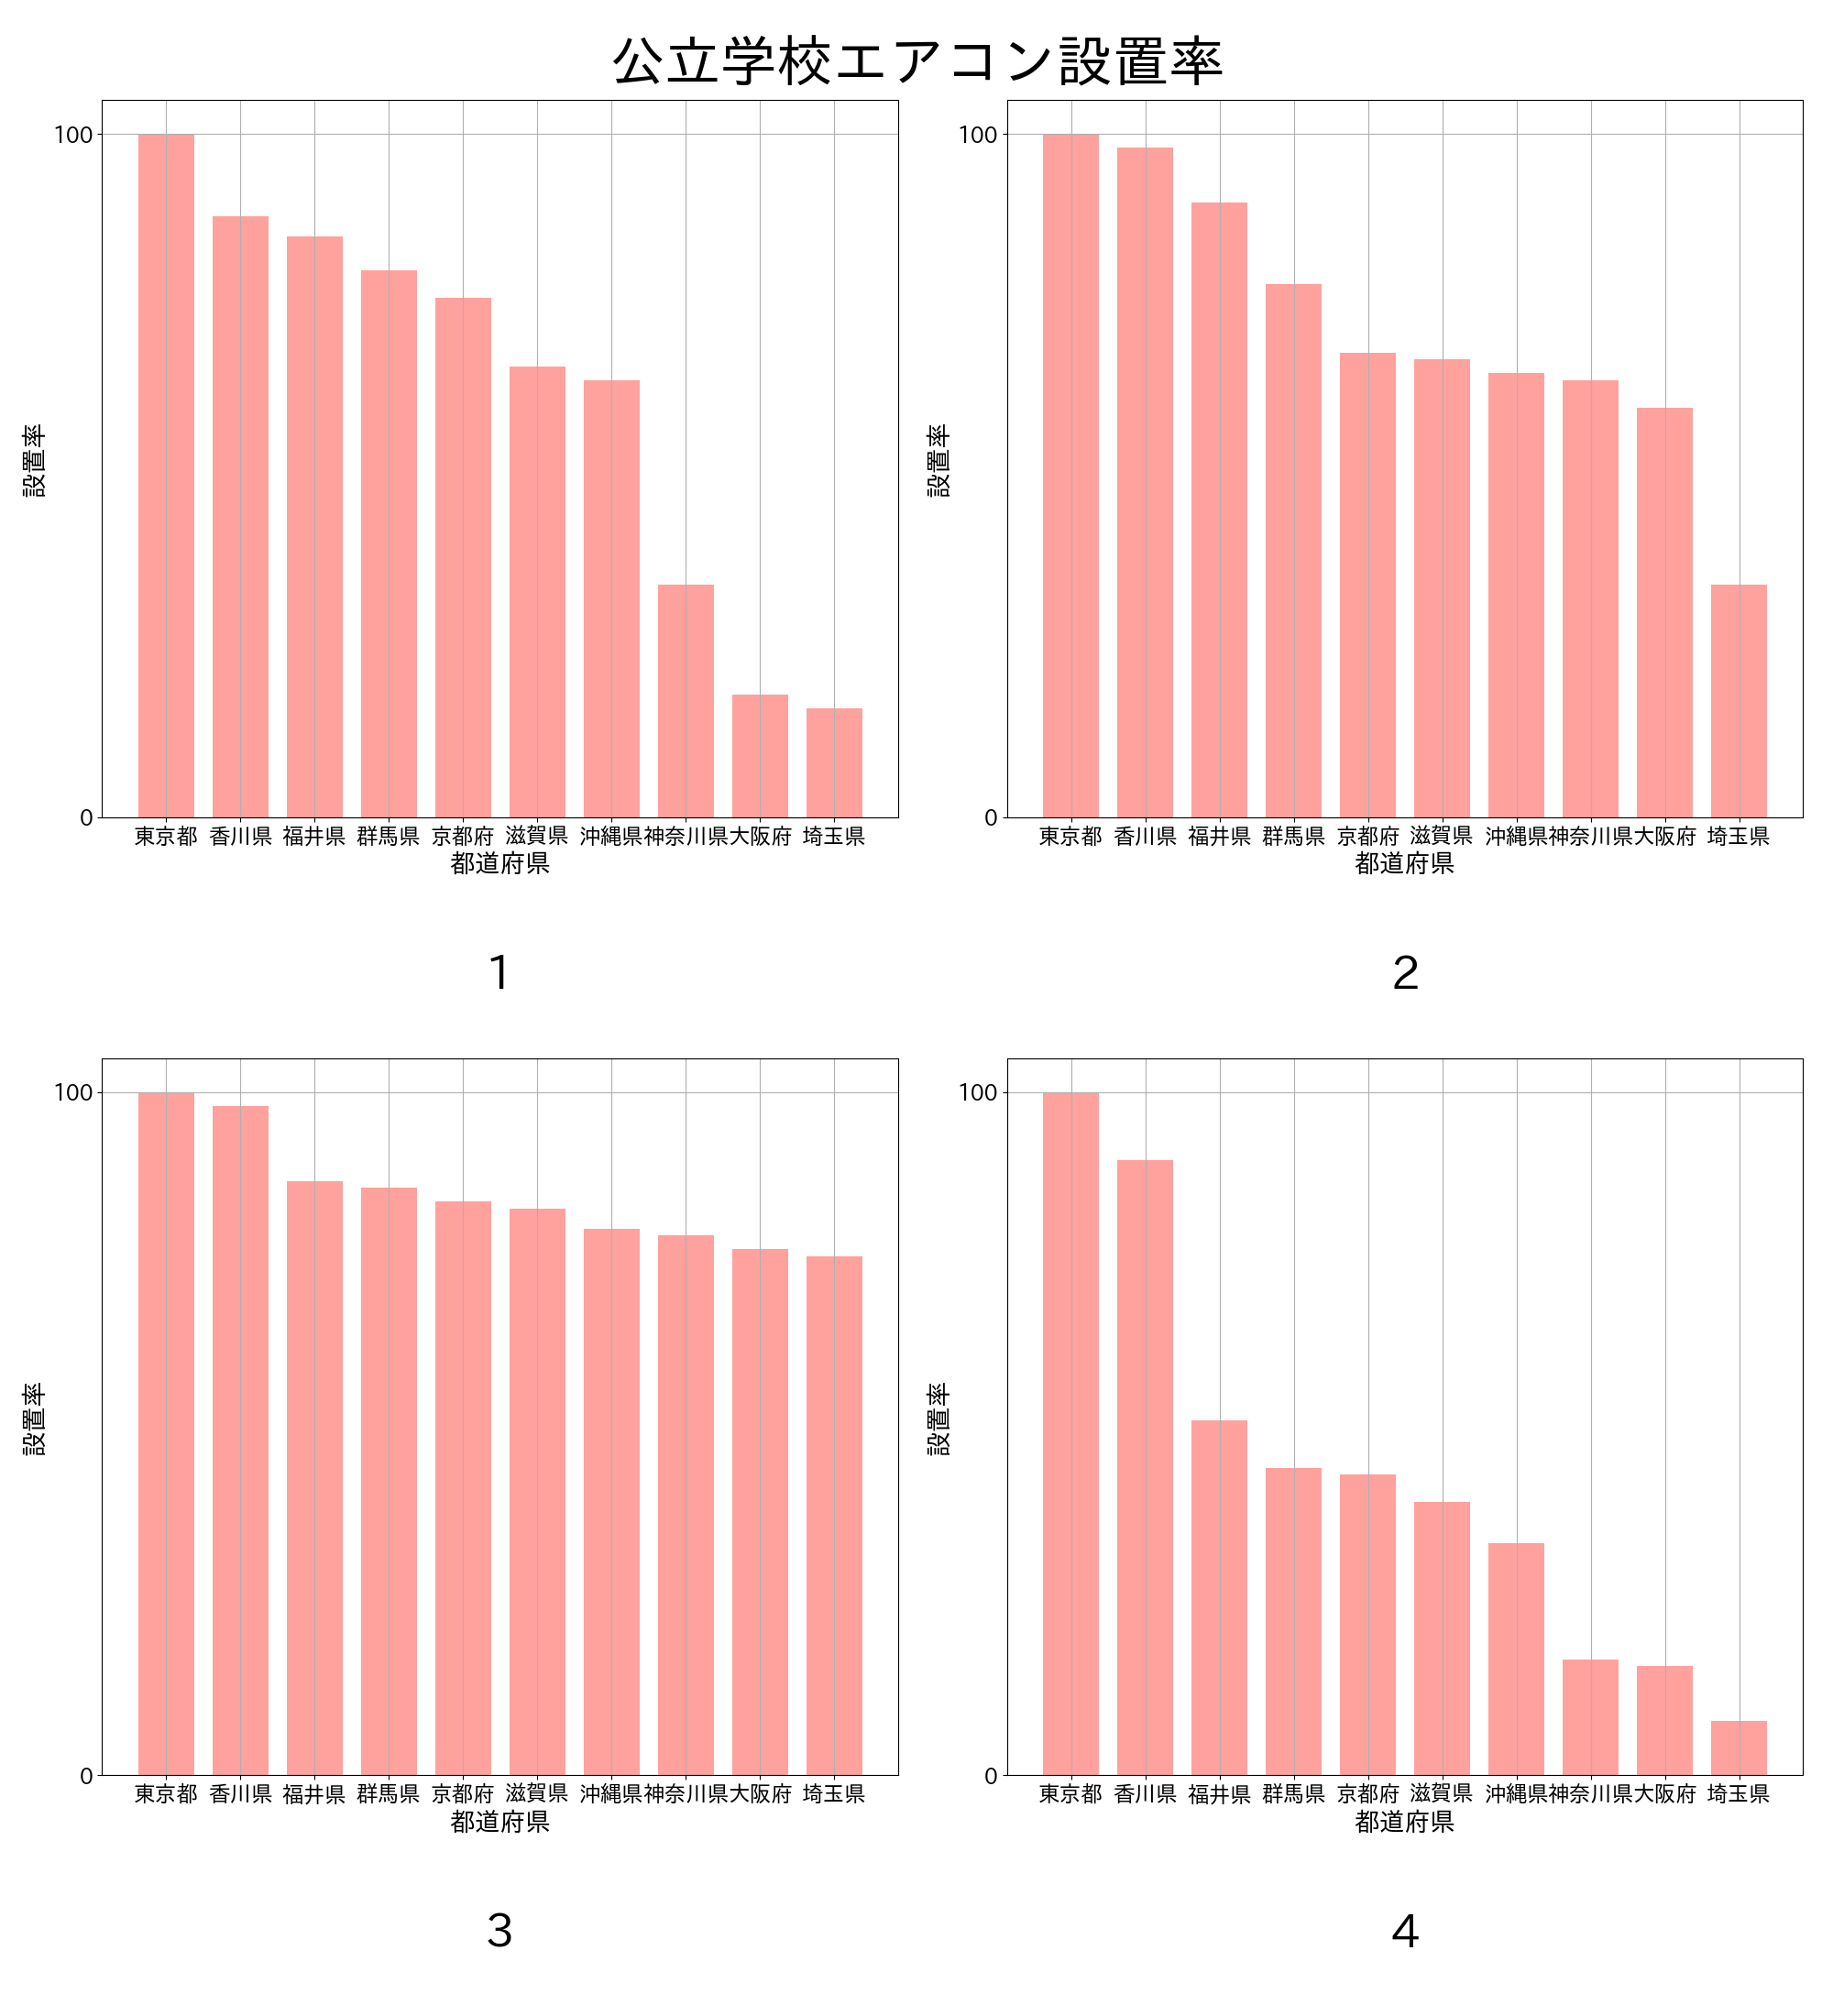 公立学校エアコン設置率
100
設置率
0
東京都 香川県 福井県 群馬県 京都府 滋賀県 沖縄県 神奈川県 大阪府 埼玉県
都道府県
1
100
設置率
0
東京都 香川県 福井県 群馬県 京都府 滋賀県 沖縄県 神奈川県 大阪府 埼玉県
都道府県
2
100
設置率
0
東京都 香川県 福井県 群馬県 京都府 滋賀県 沖縄県 神奈川県 大阪府 埼玉県
都道府県
3
100
設置率
0
東京都 香川県 福井県 群馬県 京都府 滋賀県 沖縄県 神奈川県 大阪府 埼玉県
都道府県
4